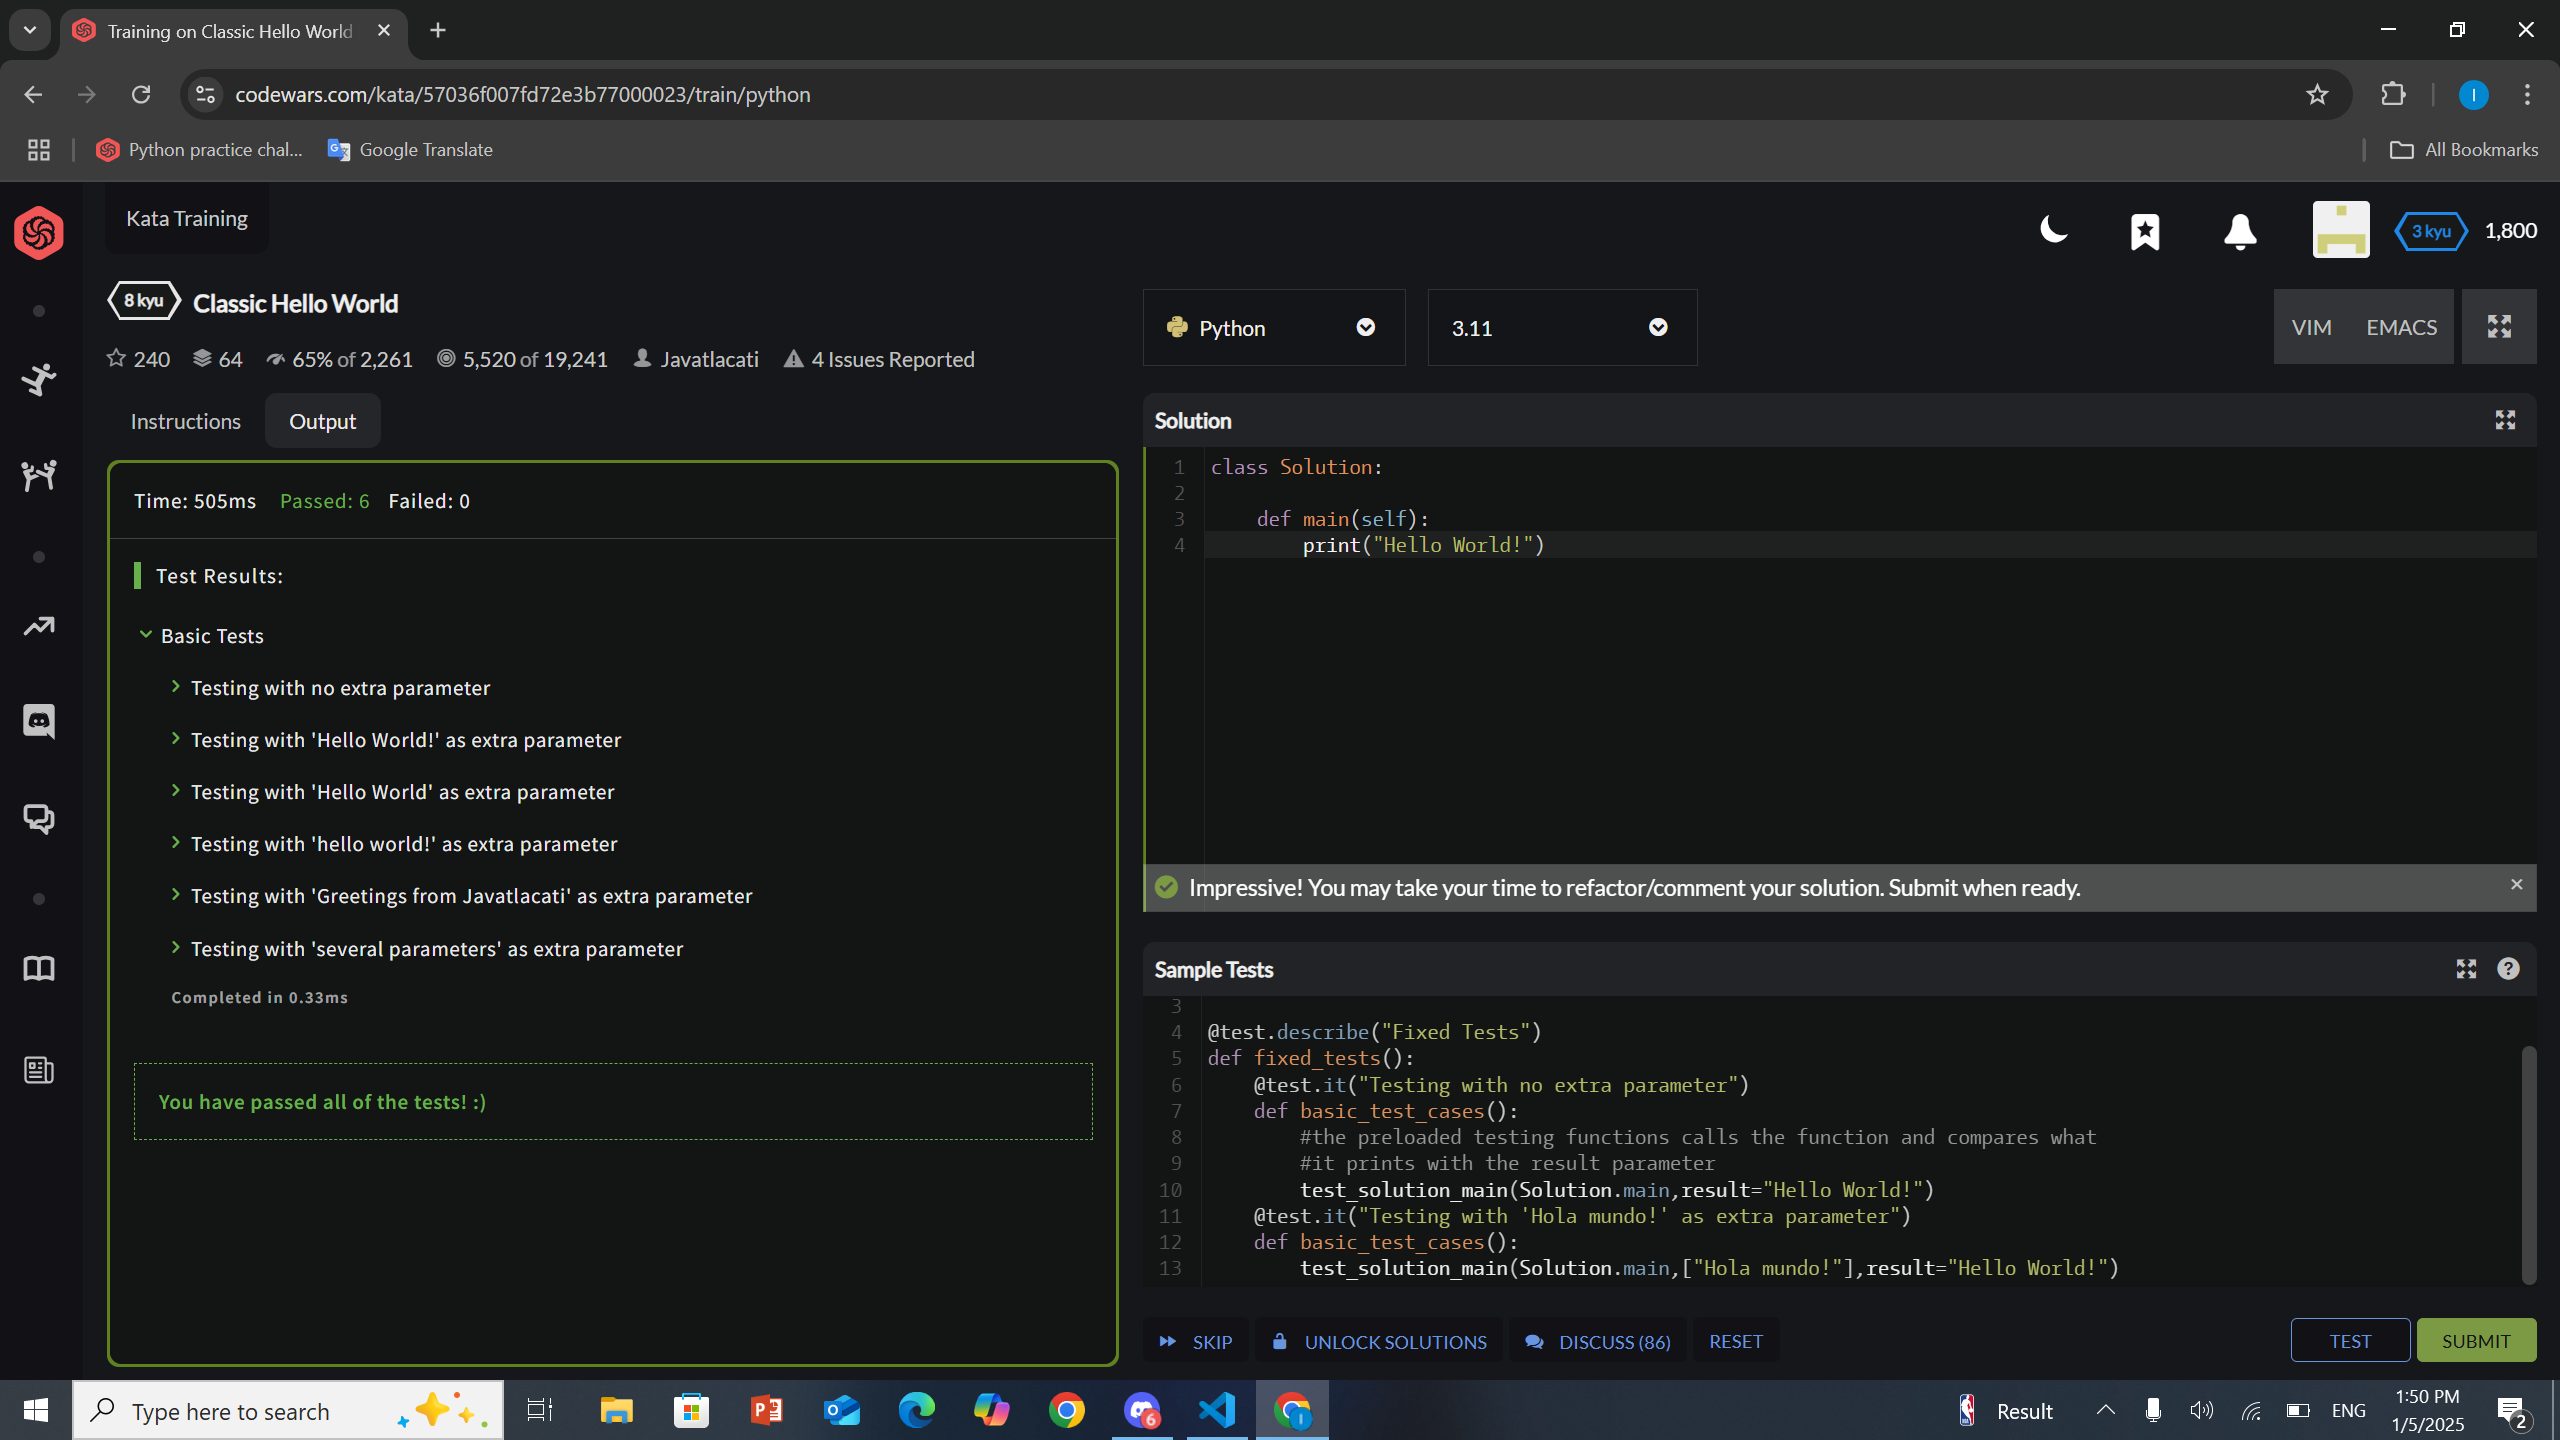 Training on Classic Hello World
codewars.com/kata/57036f007fd72e3b77000023/train/python
I
Python practice chal...
Google Translate
All Bookmarks
Kata Training
3 kyu
1,800
8 kyu
Classic Hello World
240
64
65% of 2,261
5,520 of 19,241
Javatlacati
4 Issues Reported
Python
3.11
VIM
EMACS
Instructions
Output
Time: 505ms Passed: 6 Failed: 0
Test Results:
Basic Tests
Testing with no extra parameter
Testing with 'Hello World!' as extra parameter
Testing with 'Hello World' as extra parameter
Testing with 'hello world!' as extra parameter
Testing with 'Greetings from Javatlacati' as extra parameter
Testing with 'several parameters' as extra parameter
Completed in 0.33ms
You have passed all of the tests! :)
Solution
1 class Solution:
2
3     def main(self):
4         print("Hello World!")
Impressive! You may take your time to refactor/comment your solution. Submit when ready.
Sample Tests
3
4 @test.describe("Fixed Tests")
5 def fixed_tests():
6     @test.it("Testing with no extra parameter")
7     def basic_test_cases():
8         #the preloaded testing functions calls the function and compares what
9         #it prints with the result parameter
10         test_solution_main(Solution.main,result="Hello World!")
11     @test.it("Testing with 'Hola mundo!' as extra parameter")
12     def basic_test_cases():
13         test_solution_main(Solution.main,["Hola mundo!"],result="Hello World!")
SKIP
UNLOCK SOLUTIONS
DISCUSS (86)
RESET
TEST
SUBMIT
Type here to search
6
I
Result
ENG
1:50 PM
1/5/2025
2